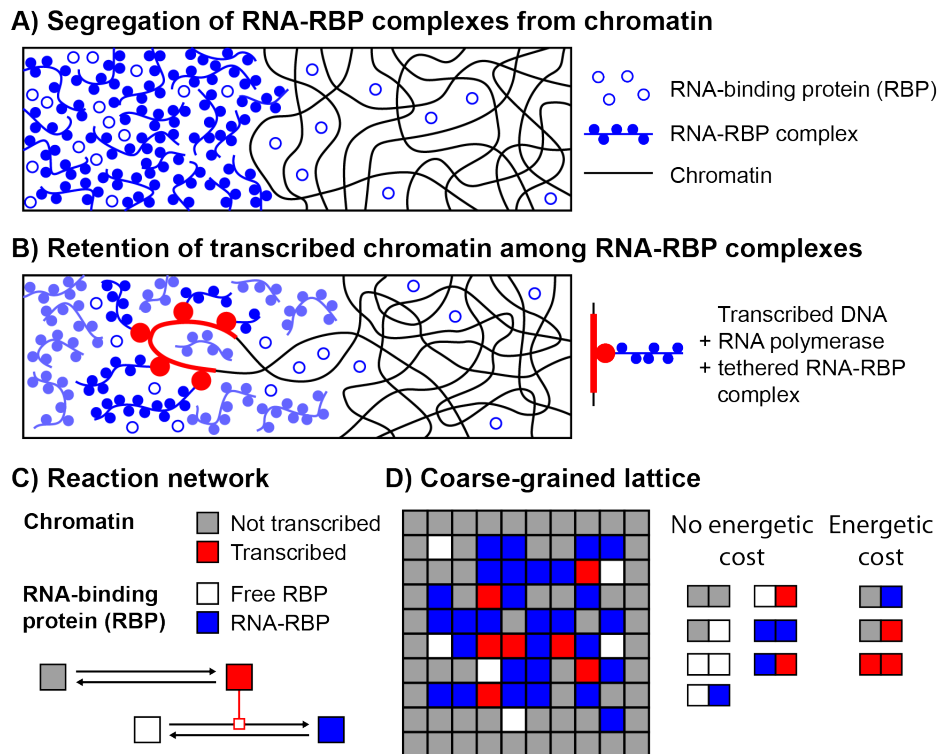 A) Segregation of RNA-RBP complexes from chromatin
RNA-binding protein (RBP)
RNA-RBP complex
Chromatin
B) Retention of transcribed chromatin among RNA-RBP complexes
Transcribed DNA
+ RNA polymerase
+ tethered RNA-RBP
complex
C) Reaction network
Chromatin
Not transcribed
Transcribed
RNA-binding
protein (RBP)
Free RBP
RNA-RBP
D) Coarse-grained lattice
No energetic
cost
Energetic
cost